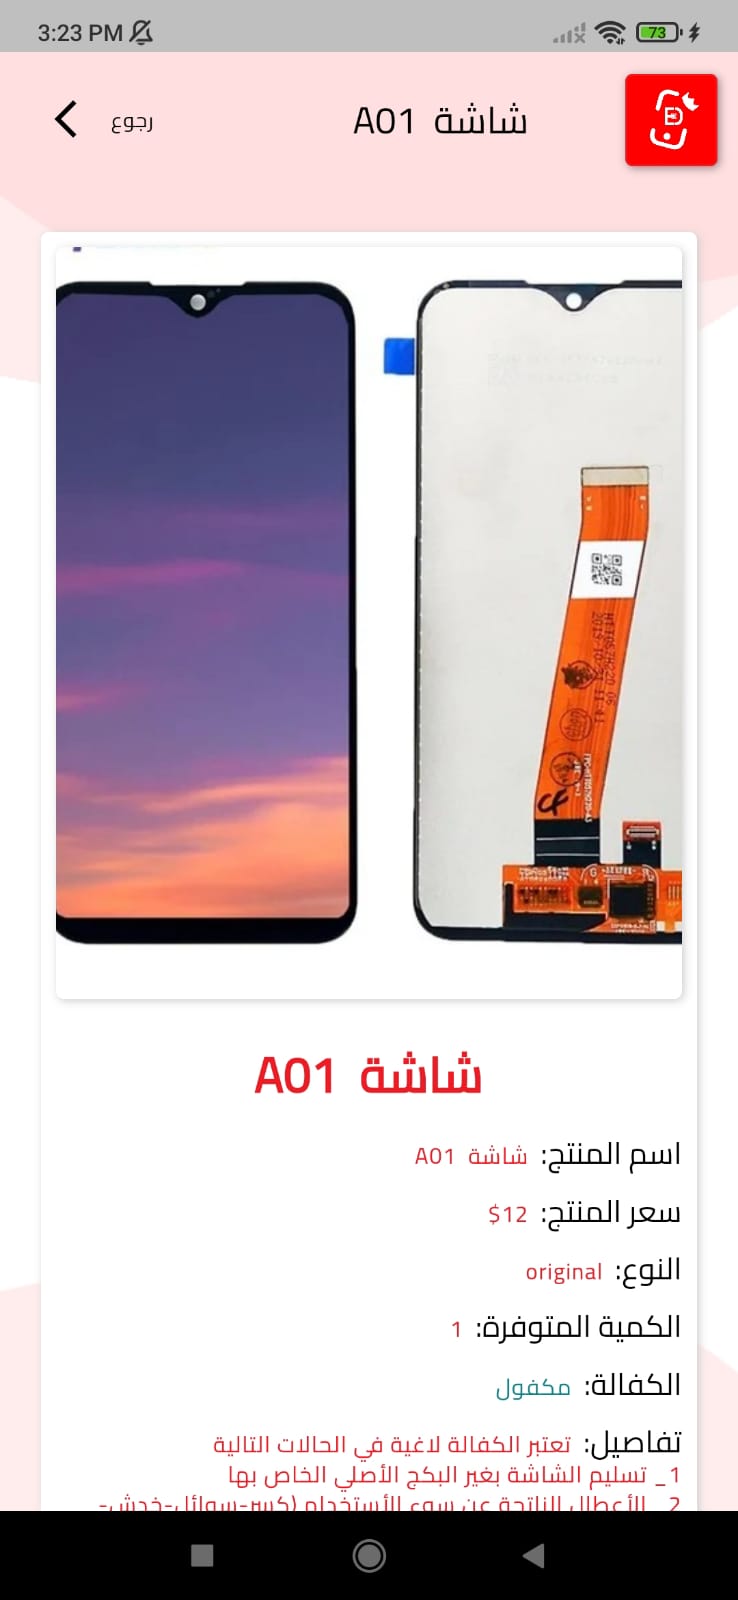 3:23 PM
73
شاشة A01
رجوع
شاشة A01
اسم المنتج: شاشة A01
سعر المنتج: $12
النوع: original
الكمية المتوفرة: 1
الكفالة: مكفول
تفاصيل: تعتبر الكفالة لاغية في الحالات التالية
1_ تسليم الشاشة بغير البكج الأصلي الخاص بها
2_ الأعطال الناتجة عن سوء الأستخدام (كسر-سوائل-خدش-